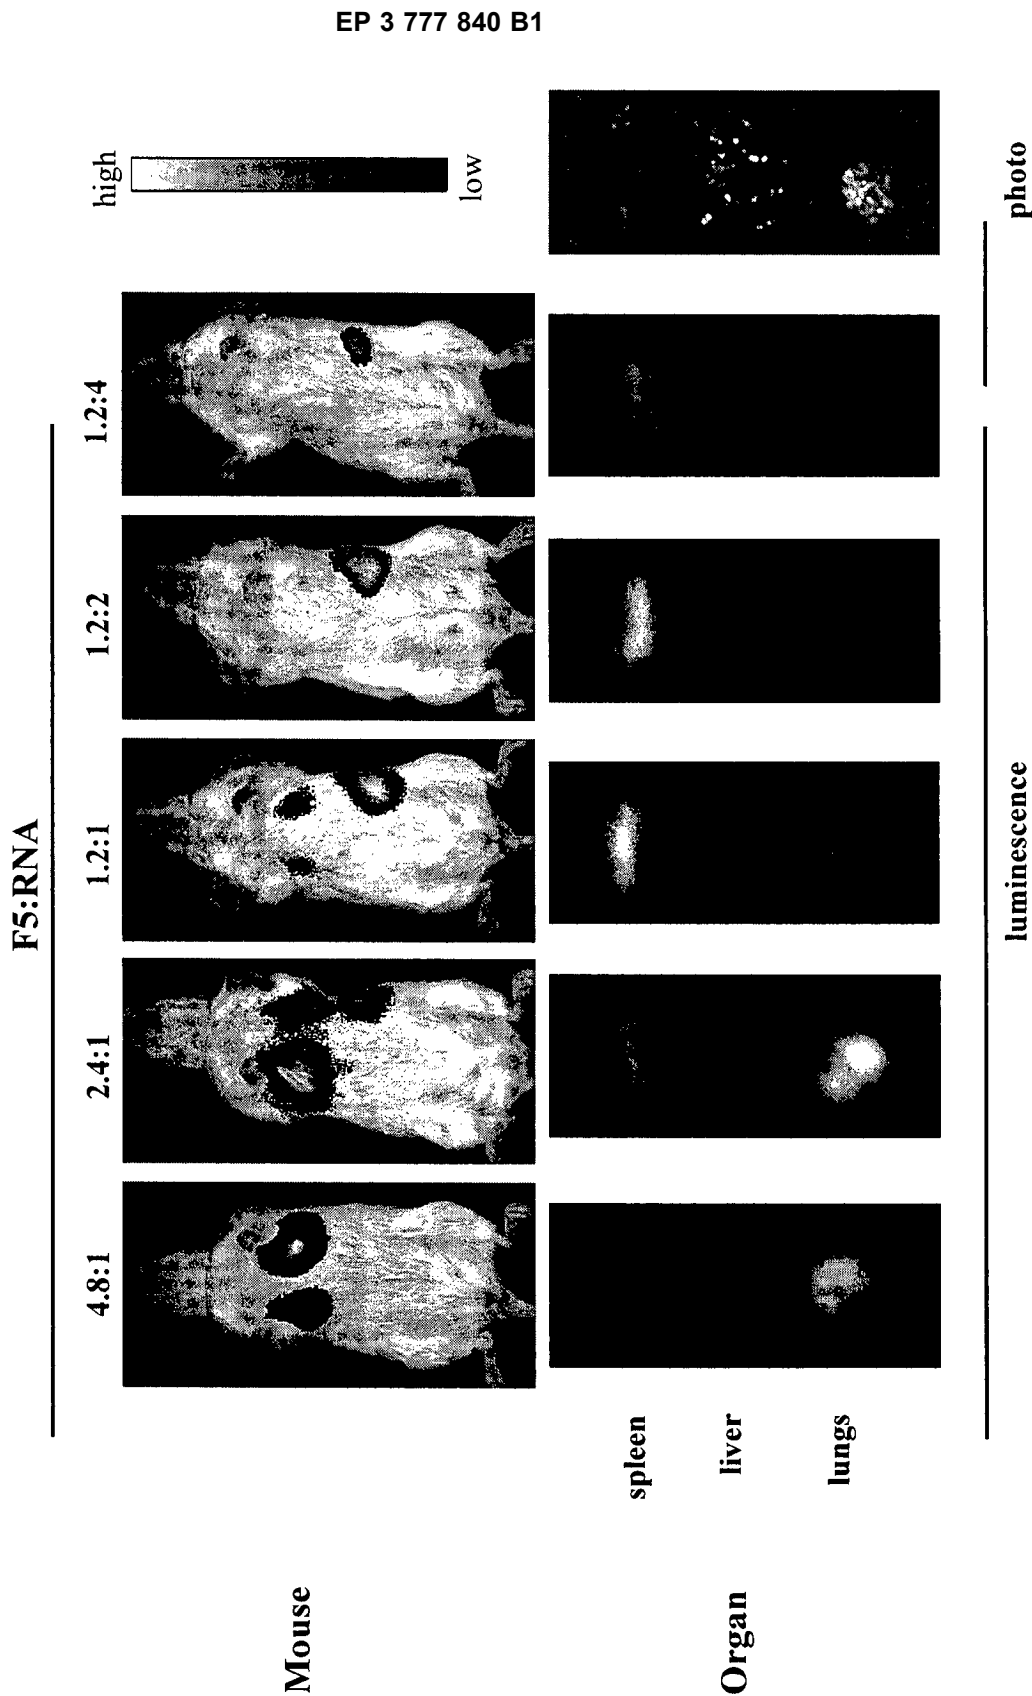 EP 3 777 840 B1
F5:RNA
4.8:1
2.4:1
1.2:1
1.2:2
1.2:4
high
low
Mouse
Organ
spleen
liver
lungs
luminescence
photo